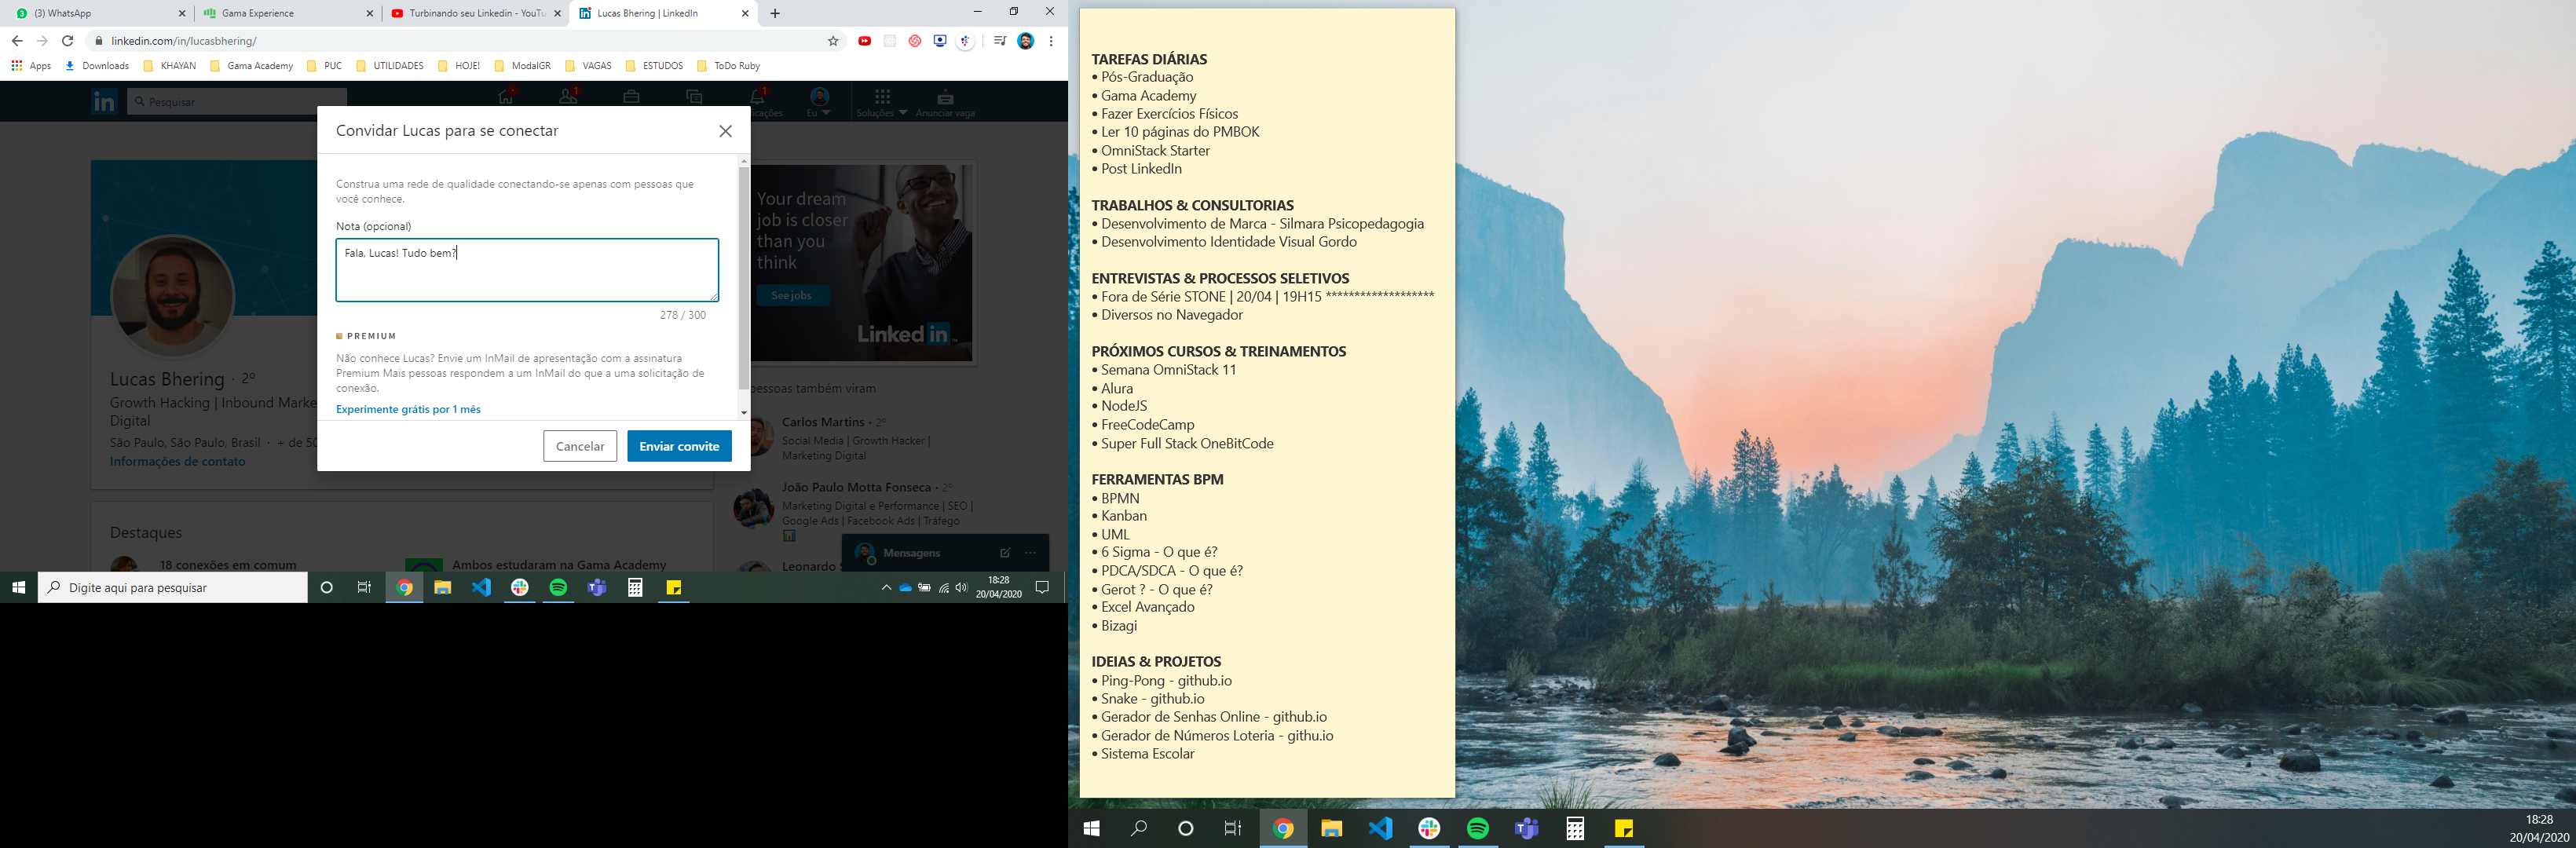 (3) WhatsApp
Gama Experience
Turbinando seu Linkedin - YouTu
Lucas Bhering | LinkedIn
linkedin.com/in/lucasbhering/
Apps
Downloads
KHAYAN
Gama Academy
PUC
UTILIDADES
HOJE!
ModalGR
VAGAS
ESTUDOS
ToDo Ruby
in
Pesquisar
1
1
cações
Eu
Soluções
Anunciar vaga
Convidar Lucas para se conectar
Construa uma rede de qualidade conectando-se apenas com pessoas que
você conhece.
Nota (opcional)
Fala, Lucas! Tudo bem?
278 / 300
PREMIUM
Não conhece Lucas? Envie um InMail de apresentação com a assinatura
Premium Mais pessoas respondem a um InMail do que a uma solicitação de
conexão.
Experimente grátis por 1 mês
Cancelar
Enviar convite
Lucas Bhering · 2º
Growth Hacking | Inbound Marke
Digital
São Paulo, São Paulo, Brasil · + de 50
Informações de contato
Destaques
18 conexões em comum
Ambos estudaram na Gama Academy
Your dream
job is closer
than you
think
See jobs
Linked in
pessoas também viram
Carlos Martins • 2º
Social Media | Growth Hacker |
Marketing Digital
João Paulo Motta Fonseca • 2º
Marketing Digital e Performance | SEO |
Google Ads | Facebook Ads | Tráfego
Leonardo S
Mensagens
Digite aqui para pesquisar
18:28
20/04/2020
TAREFAS DIÁRIAS
• Pós-Graduação
• Gama Academy
• Fazer Exercícios Físicos
• Ler 10 páginas do PMBOK
• OmniStack Starter
• Post LinkedIn
TRABALHOS & CONSULTORIAS
• Desenvolvimento de Marca - Silmara Psicopedagogia
• Desenvolvimento Identidade Visual Gordo
ENTREVISTAS & PROCESSOS SELETIVOS
• Fora de Série STONE | 20/04 | 19H15 *******************
• Diversos no Navegador
PRÓXIMOS CURSOS & TREINAMENTOS
• Semana OmniStack 11
• Alura
• NodeJS
• FreeCodeCamp
• Super Full Stack OneBitCode
FERRAMENTAS BPM
• BPMN
• Kanban
• UML
• 6 Sigma - O que é?
• PDCA/SDCA - O que é?
• Gerot ? - O que é?
• Excel Avançado
• Bizagi
IDEIAS & PROJETOS
• Ping-Pong - github.io
• Snake - github.io
• Gerador de Senhas Online - github.io
• Gerador de Números Loteria - githu.io
• Sistema Escolar
18:28
20/04/2020